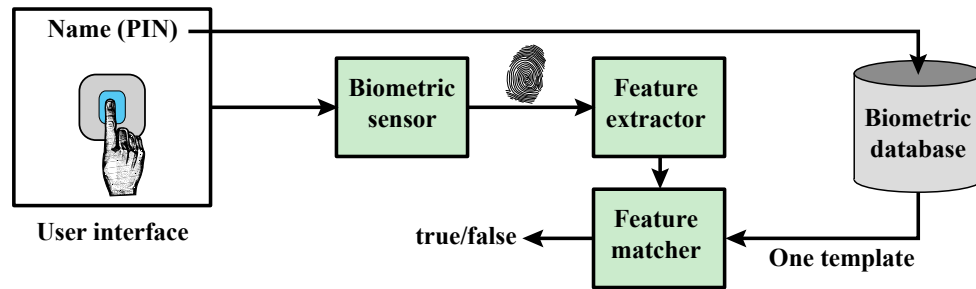 Name (PIN)
Biometric
sensor
Feature
extractor
Biometric
database
User interface
true/false
Feature
matcher
One template